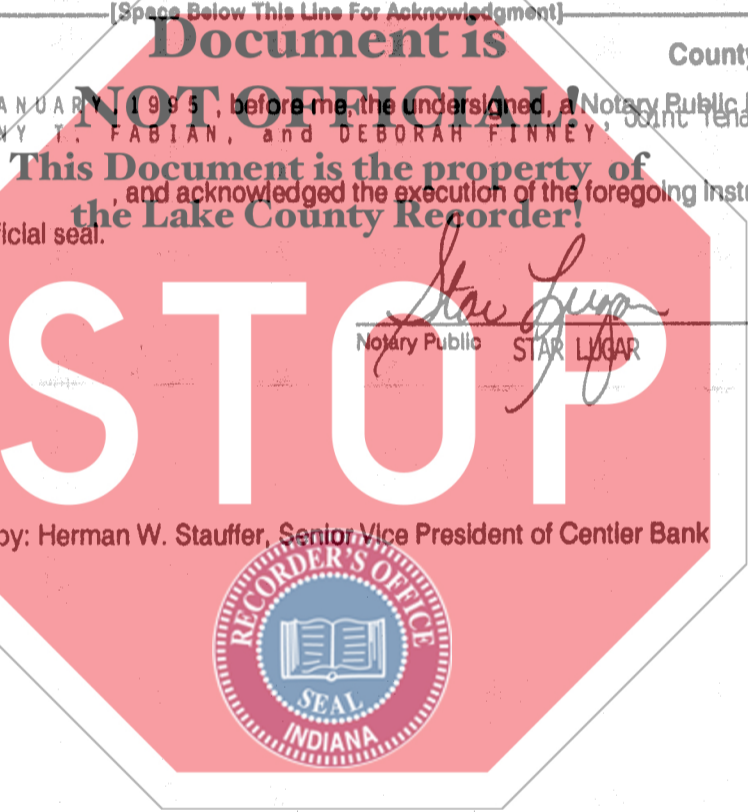 [Space Below This Line For Acknowledgment]
Document is
County
NOT OFFICIAL!
ANUARY, 1995, before me, the undersigned, a Notary Public
NY T. FABIAN, and DEBORAH FINNEY, Joint Tena
This Document is the property of
, and acknowledged the execution of the foregoing instr
the Lake County Recorder!
ficial seal.
Star Lugar
Notary Public STAR LUGAR
STOP
by: Herman W. Stauffer, Senior Vice President of Centier Bank
RECORDER'S OFFICE
SEAL
INDIANA